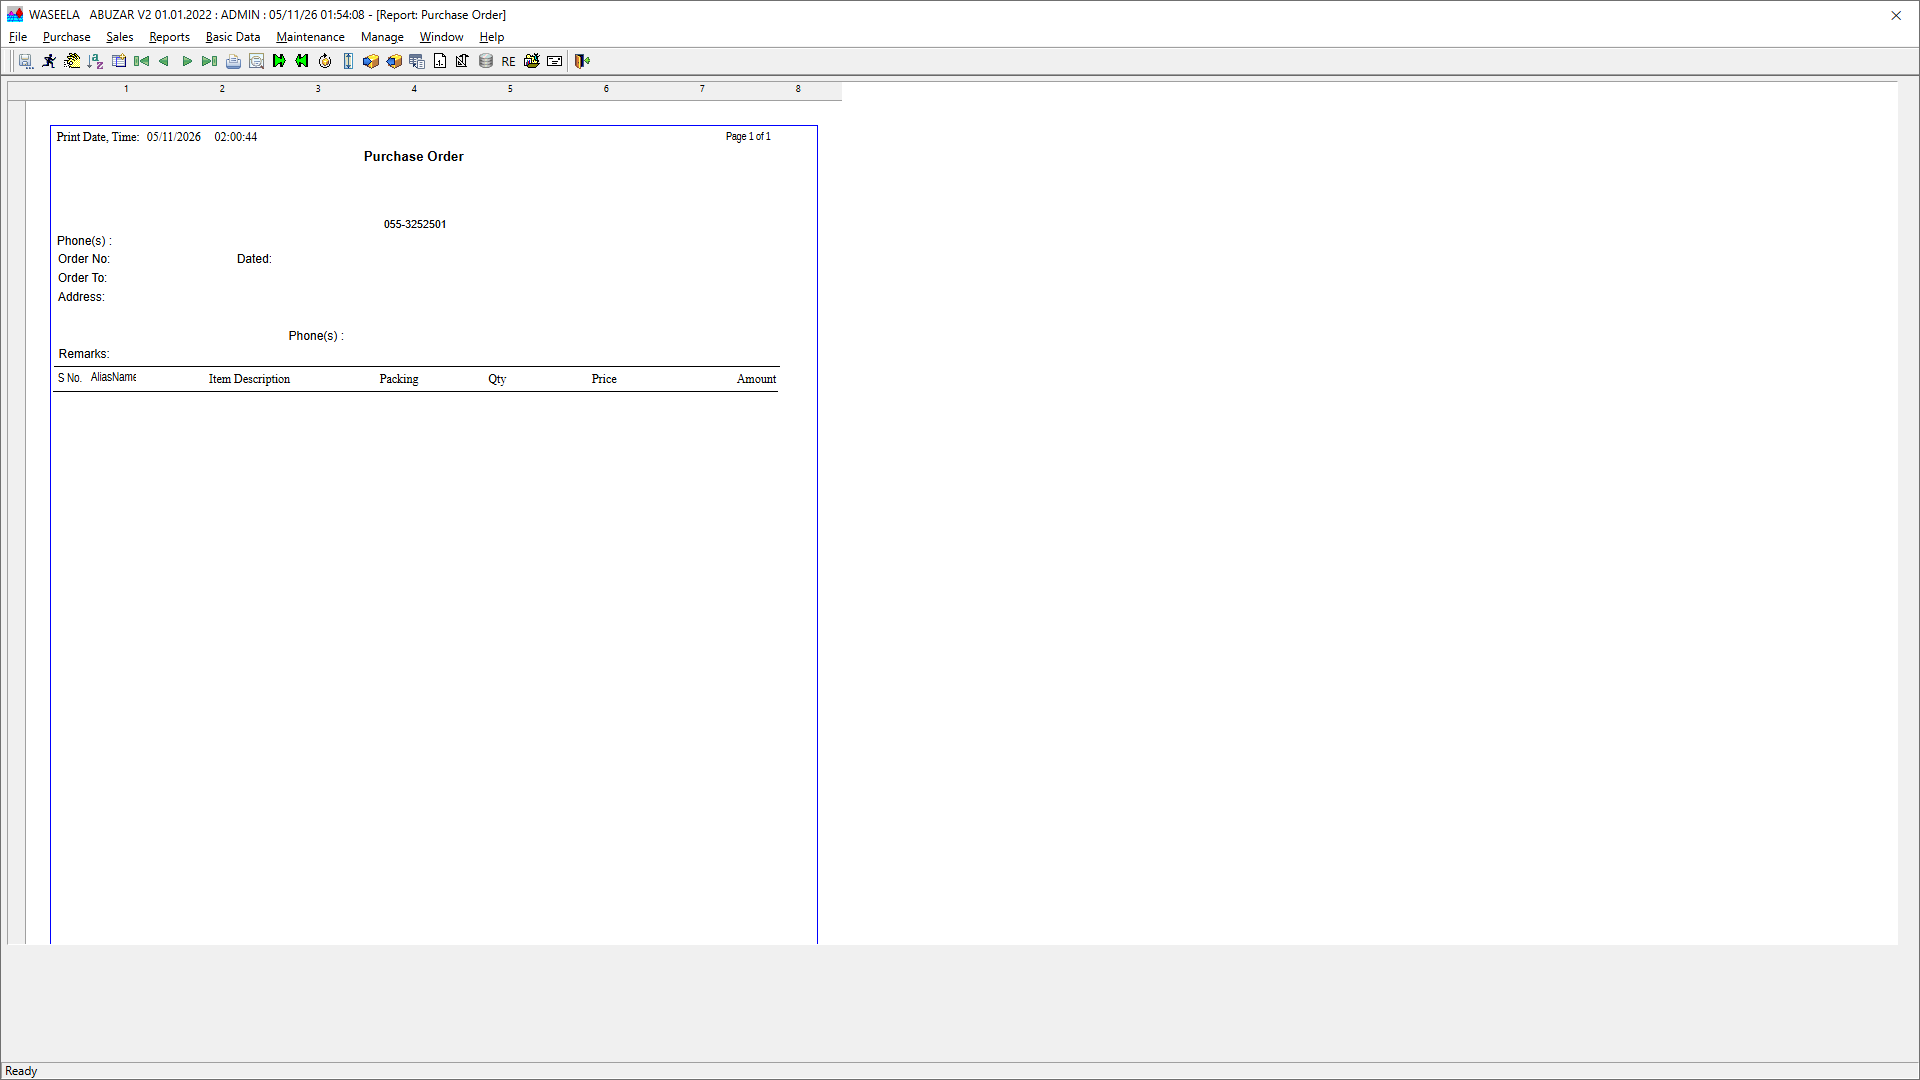 WASEELA   ABUZAR V2 01.01.2022 : ADMIN : 05/11/26 01:54:08 - [Report: Purchase Order]
File Purchase Sales Reports Basic Data Maintenance Manage Window Help
RE
1 2 3 4 5 6 7 8
Print Date, Time: 05/11/2026 02:00:44 Page 1 of 1
Purchase Order
055-3252501
Phone(s) :
Order No: Dated:
Order To:
Address:
Phone(s) :
Remarks:
S No. AliasName Item Description Packing Qty Price Amount
Ready